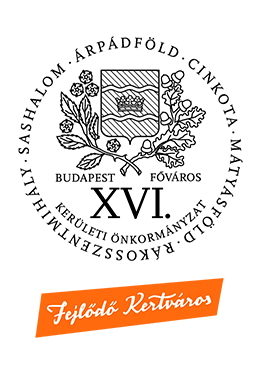 · SASHALOM · ÁRPÁDFÖLD · CINKOTA · MÁTYÁSFÖLD · RÁKOSSZENTMIHÁLY
BUDAPEST FŐVÁROS
XVI.
KERÜLETI ÖNKORMÁNYZAT
Fejlődő Kertváros